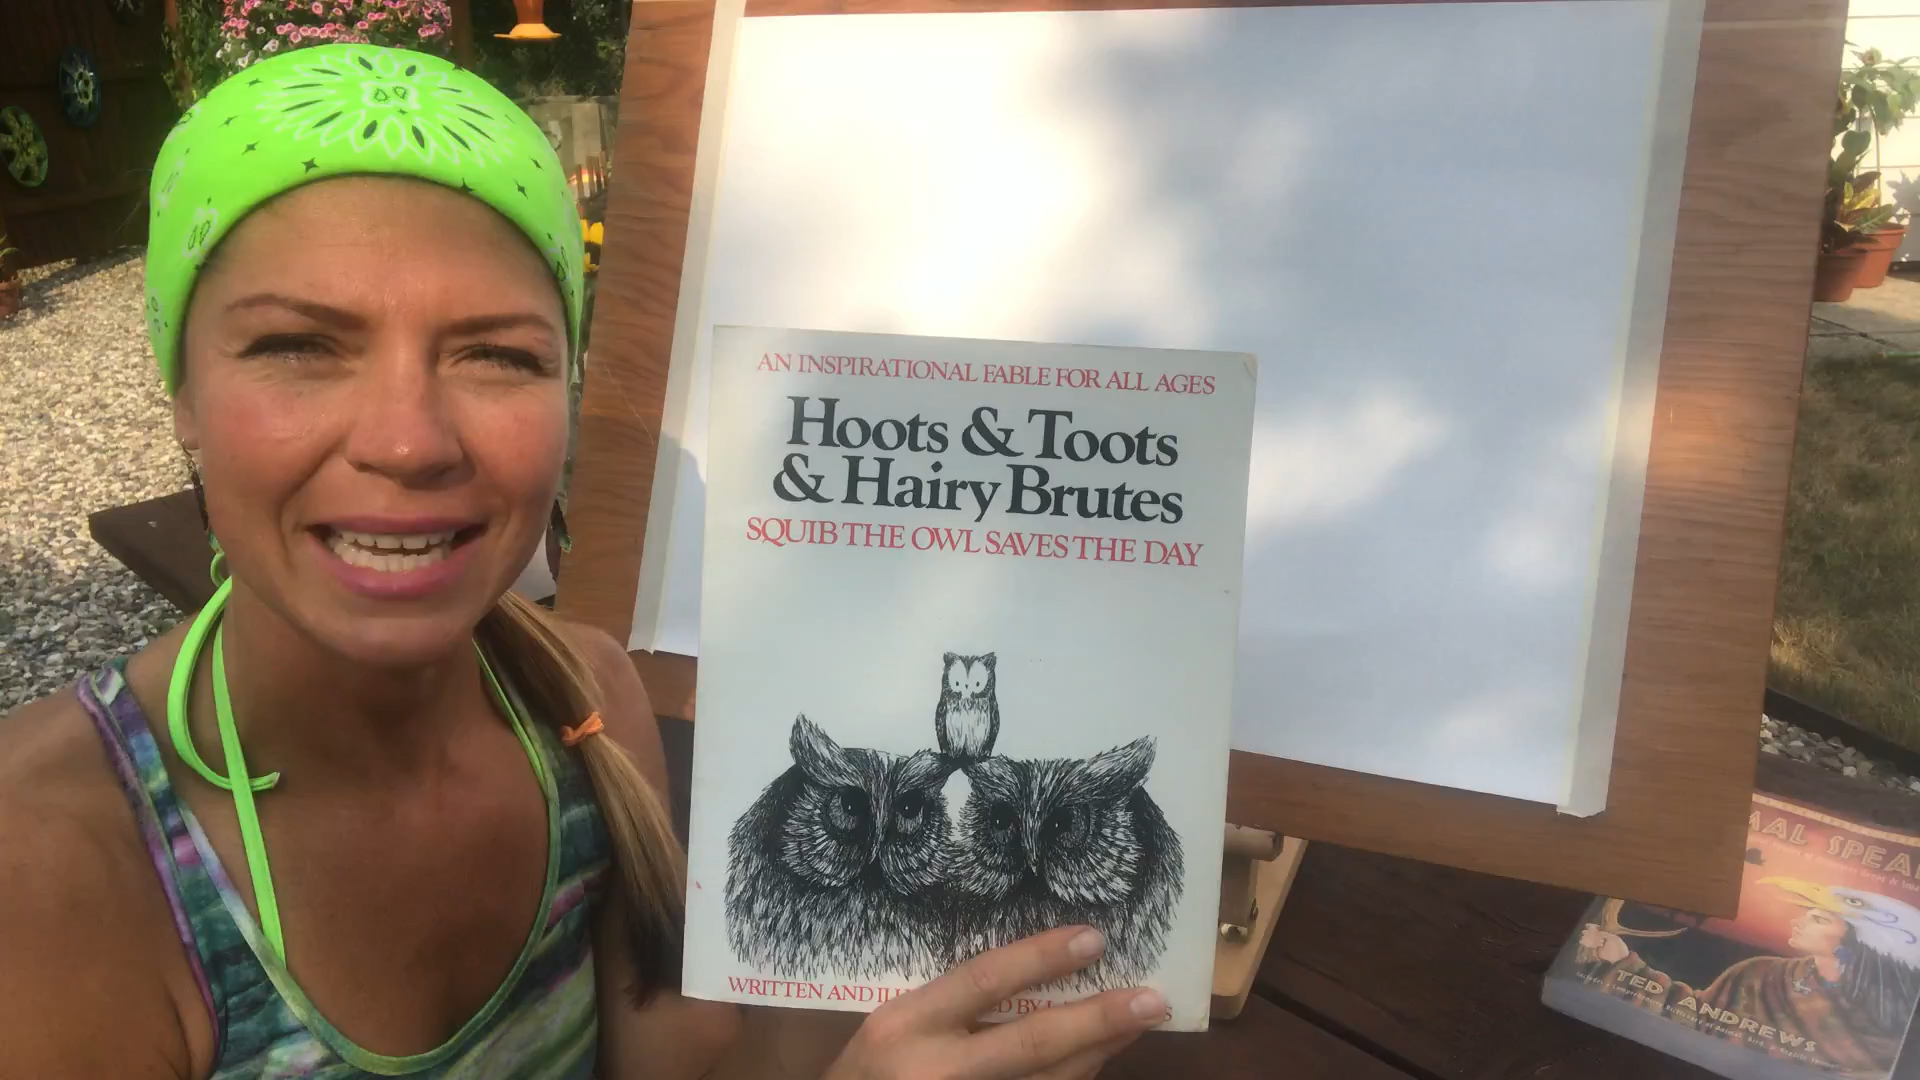 AN INSPIRATIONAL FABLE FOR ALL AGES
Hoots & Toots
& Hairy Brutes
SQUIB THE OWL SAVES THE DAY
WRITTEN AND BY
TED ANDREWS